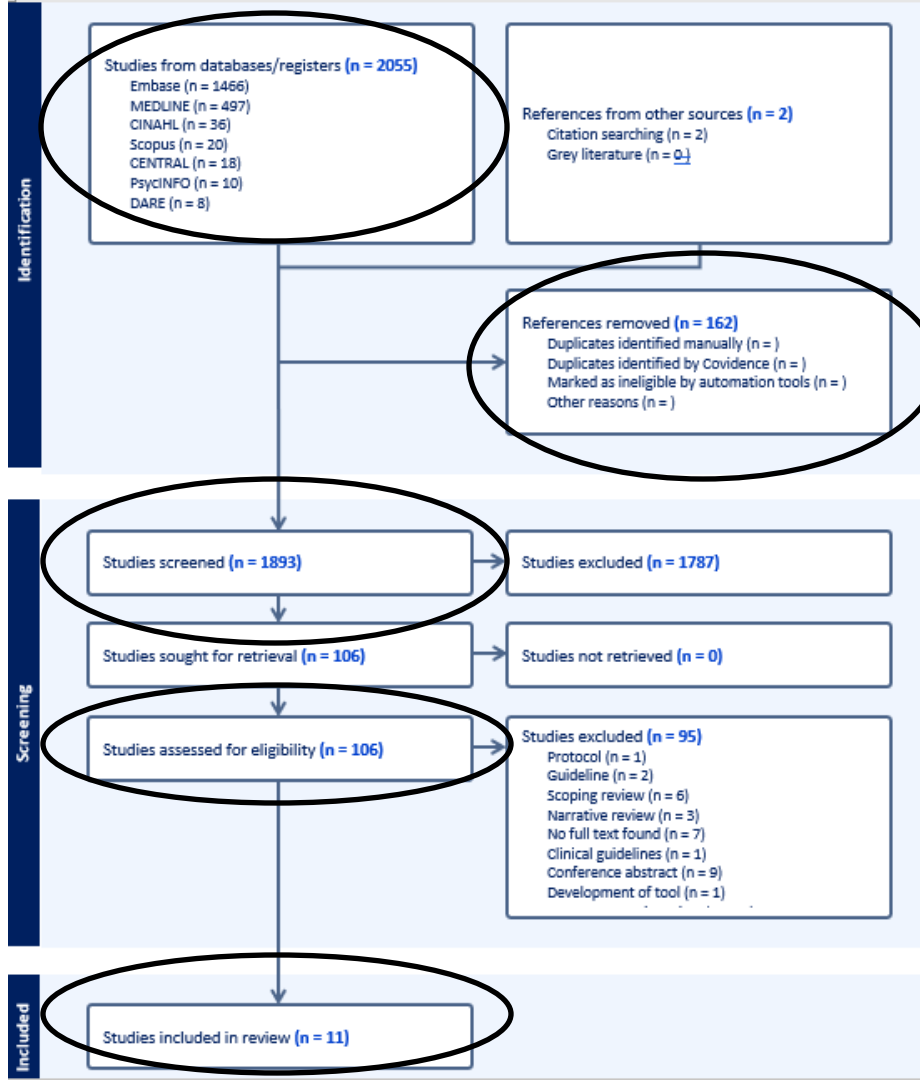 Identification
Studies from databases/registers (n = 2055)
Embase (n = 1466)
MEDLINE (n = 497)
CINAHL (n = 36)
Scopus (n = 20)
CENTRAL (n = 18)
PsycINFO (n = 10)
DARE (n = 8)
References from other sources (n = 2)
Citation searching (n = 2)
Grey literature (n = 0 )
References removed (n = 162)
Duplicates identified manually (n = )
Duplicates identified by Covidence (n = )
Marked as ineligible by automation tools (n = )
Other reasons (n = )
Screening
Studies screened (n = 1893)
Studies excluded (n = 1787)
Studies sought for retrieval (n = 106)
Studies not retrieved (n = 0)
Studies assessed for eligibility (n = 106)
Studies excluded (n = 95)
Protocol (n = 1)
Guideline (n = 2)
Scoping review (n = 6)
Narrative review (n = 3)
No full text found (n = 7)
Clinical guidelines (n = 1)
Conference abstract (n = 9)
Development of tool (n = 1)
Included
Studies included in review (n = 11)